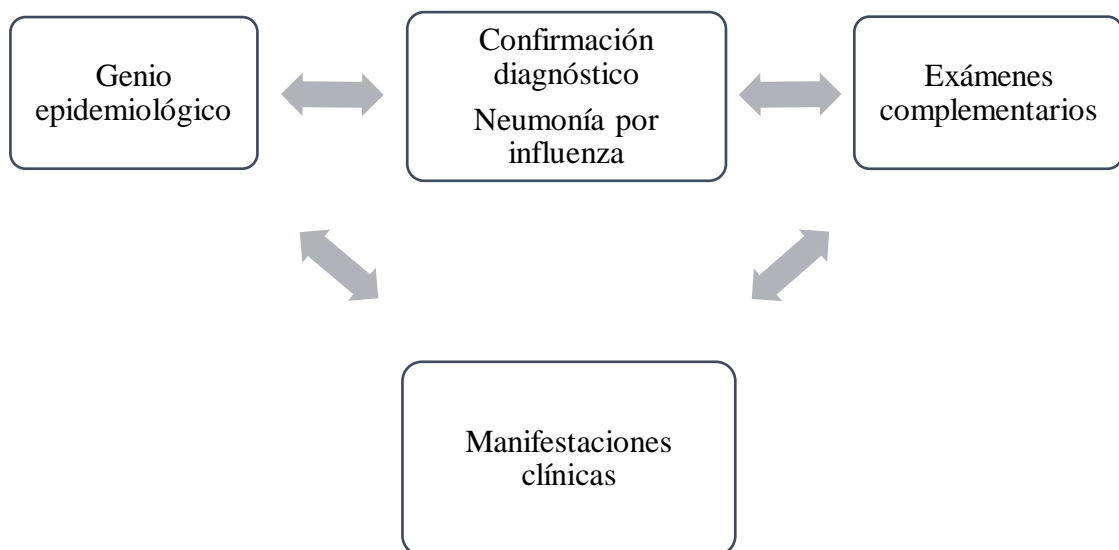 Genio
epidemiológico
Confirmación
diagnóstico
Neumonía por
influenza
Exámenes
complementarios
Manifestaciones
clínicas